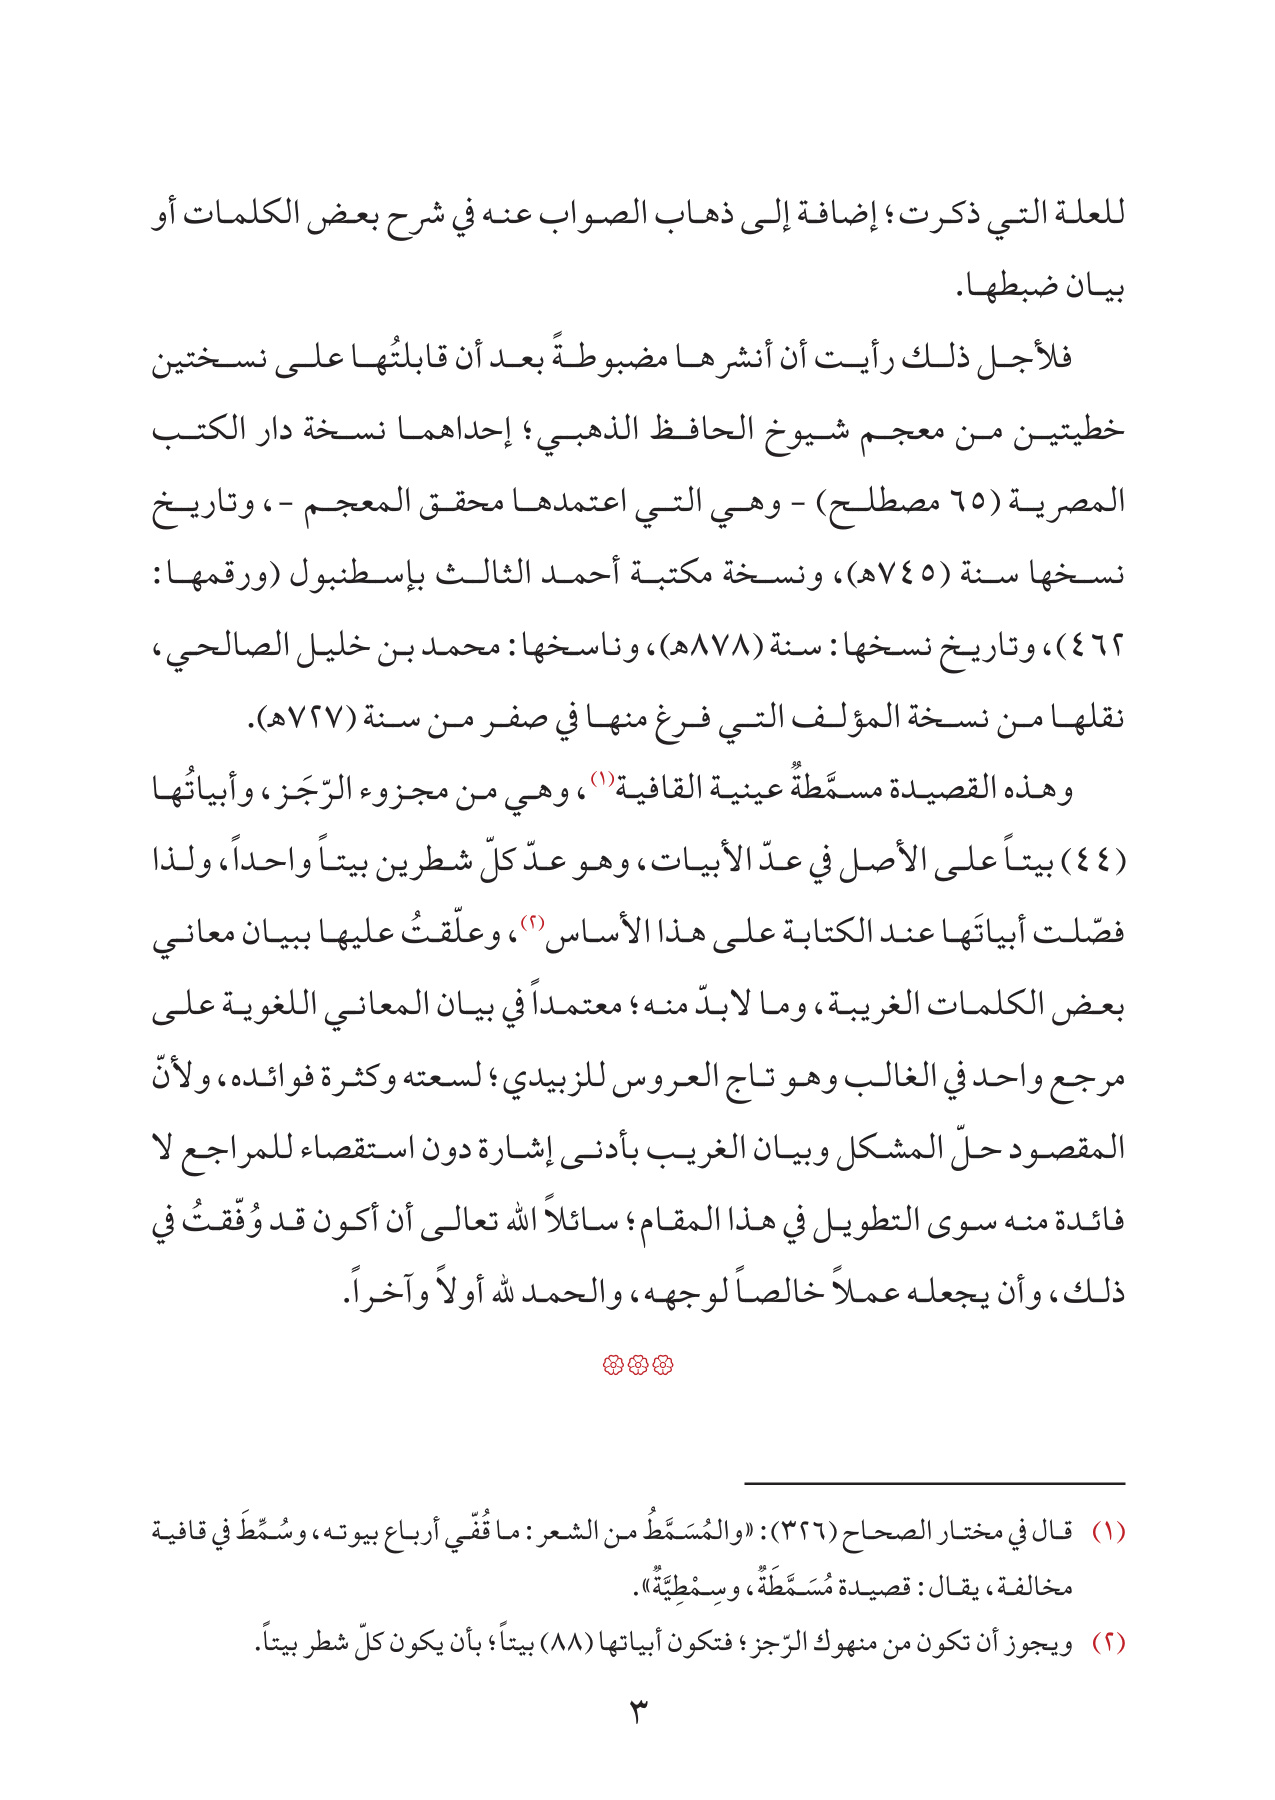 للعلة التي ذكرت؛ إضافة إلى ذهاب الصواب عنه في شرح بعض الكلمات أو
بيان ضبطها.
فلأجل ذلك رأيت أن أنشرها مضبوطةً بعد أن قابلتُها على نسختين
خطيتين من معجم شيوخ الحافظ الذهبي؛ إحداهما نسخة دار الكتب
المصرية (٦٥ مصطلح) – وهي التي اعتمدها محقق المعجم –، وتاريخ
نسخها سنة (٧٤٥هـ)، ونسخة مكتبة أحمد الثالث بإسطنبول (ورقمها:
٤٦٢)، وتاريخ نسخها: سنة (٨٧٨هـ)، وناسخها: محمد بن خليل الصالحي،
نقلها من نسخة المؤلف التي فرغ منها في صفر من سنة (٧٢٧هـ).
وهذه القصيدة مسمَّطةٌ عينية القافية(١)، وهي من مجزوء الرّجَز، وأبياتُها
(٤٤) بيتاً على الأصل في عدّ الأبيات، وهو عدّ كلّ شطرين بيتاً واحداً، ولذا
فصّلت أبياتَها عند الكتابة على هذا الأساس(٢)، وعلّقتُ عليها ببيان معاني
بعض الكلمات الغريبة، وما لابدّ منه؛ معتمداً في بيان المعاني اللغوية على
مرجع واحد في الغالب وهو تاج العروس للزبيدي؛ لسعته وكثرة فوائده، ولأنّ
المقصود حلّ المشكل وبيان الغريب بأدنى إشارة دون استقصاء للمراجع لا
فائدة منه سوى التطويل في هذا المقام؛ سائلاً الله تعالى أن أكون قد وُفّقتُ في
ذلك، وأن يجعله عملاً خالصاً لوجهه، والحمد لله أولاً وآخراً.
(١) قال في مختار الصحاح (٣٢٦): «والمُسَمَّطُ من الشعر: ما قُفّي أرباع بيوته، وسُمِّطَ في قافية
مخالفة، يقال: قصيدة مُسَمَّطَةٌ، وسِمْطِيَّةٌ».
(٢) ويجوز أن تكون من منهوك الرّجز؛ فتكون أبياتها (٨٨) بيتاً؛ بأن يكون كلّ شطر بيتاً.
٣